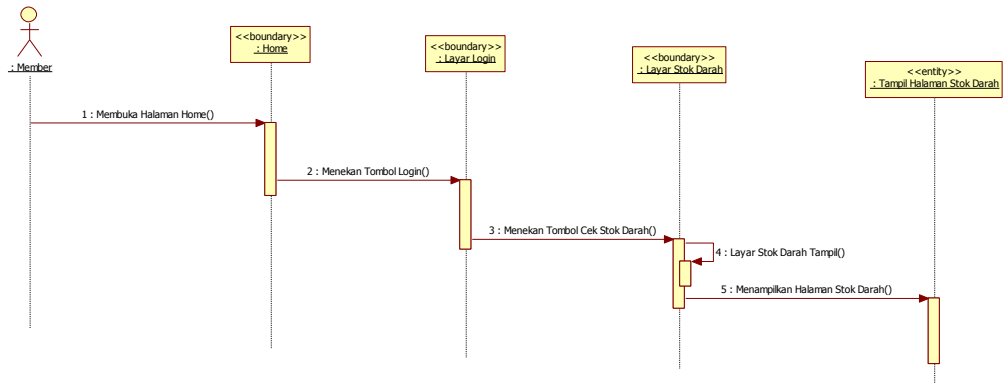 : Member
<<boundary>>
: Home
<<boundary>>
: Layar Login
<<boundary>>
: Layar Stok Darah
<<entity>>
: Tampil Halaman Stok Darah
1 : Membuka Halaman Home()
2 : Menekan Tombol Login()
3 : Menekan Tombol Cek Stok Darah()
4 : Layar Stok Darah Tampil()
5 : Menampilkan Halaman Stok Darah()